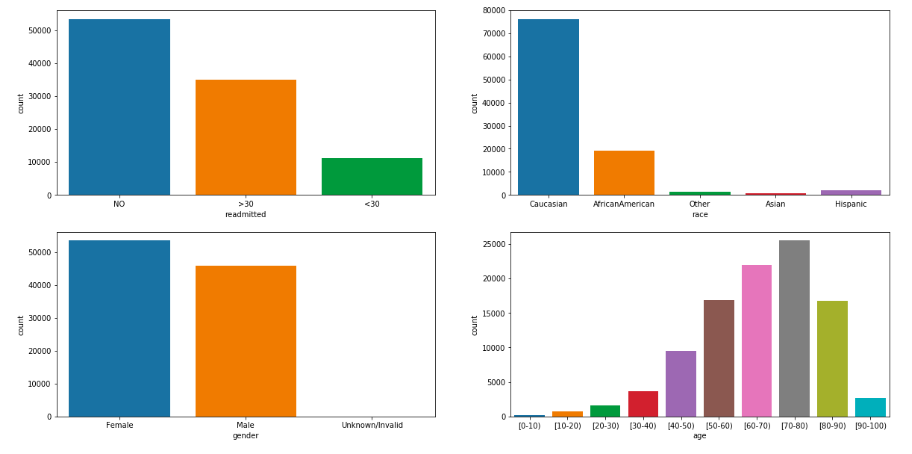 50000
40000
30000
20000
10000
0
count
NO >30 <30
readmitted
80000
70000
60000
50000
40000
30000
20000
10000
0
count
Caucasian AfricanAmerican Other Asian Hispanic
race
50000
40000
30000
20000
10000
0
count
Female Male Unknown/Invalid
gender
25000
20000
15000
10000
5000
0
count
[0-10) [10-20) [20-30) [30-40) [40-50) [50-60) [60-70) [70-80) [80-90) [90-100)
age